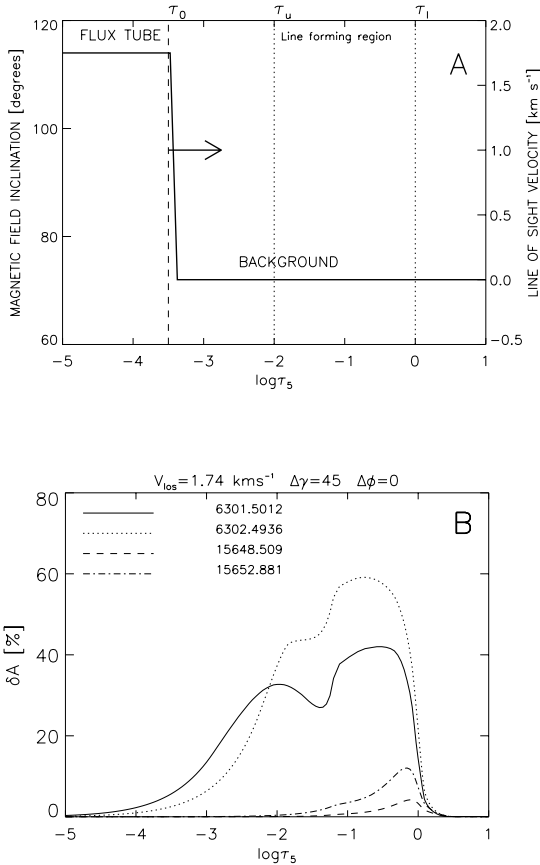 τ0 τu τl
120 2.0
FLUX TUBE Line forming region A
1.5
100 1.0
0.5
80
BACKGROUND 0.0
60 -0.5
-5 -4 -3 -2 -1 0 1
logτ5
MAGNETIC FIELD INCLINATION [degrees]
LINE OF SIGHT VELOCITY [km s⁻¹]
Vlos=1.74 kms⁻¹ Δγ=45 Δφ=0
80
6301.5012 B
6302.4936
15648.509
15652.881
60
40
20
0
-5 -4 -3 -2 -1 0 1
logτ5
δA [%]